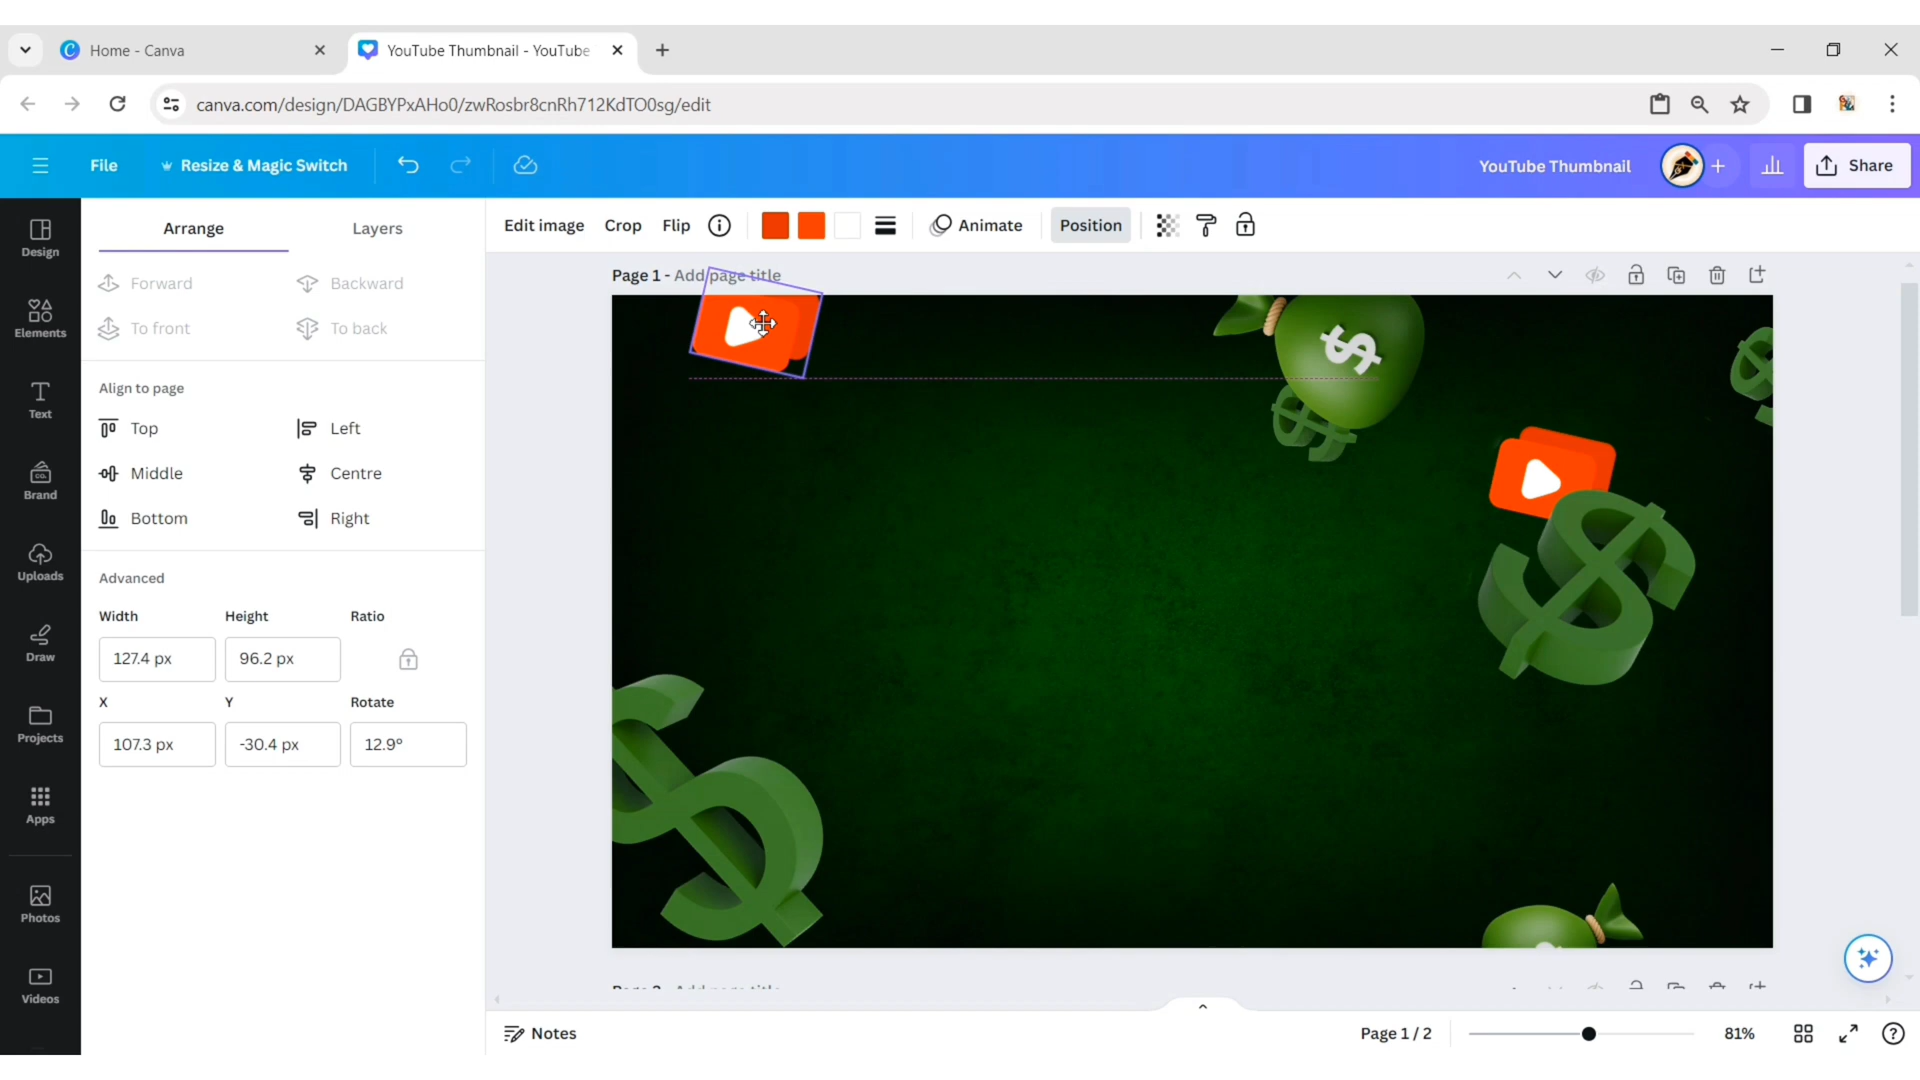 Home - Canva
YouTube Thumbnail - YouTube
canva.com/design/DAGBYPxAHo0/zwRosbr8cnRh712KdTO0sg/edit
File
Resize & Magic Switch
YouTube Thumbnail
Share
Design
Elements
Text
Brand
Uploads
Draw
Projects
Apps
Photos
Videos
Arrange
Layers
Forward
Backward
To front
To back
Align to page
Top
Left
Middle
Centre
Bottom
Right
Advanced
Width
Height
Ratio
127.4 px
96.2 px
X
Y
Rotate
107.3 px
-30.4 px
12.9°
Edit image
Crop
Flip
Animate
Position
Page 1 - Add page title
$
Notes
Page 1 / 2
81%